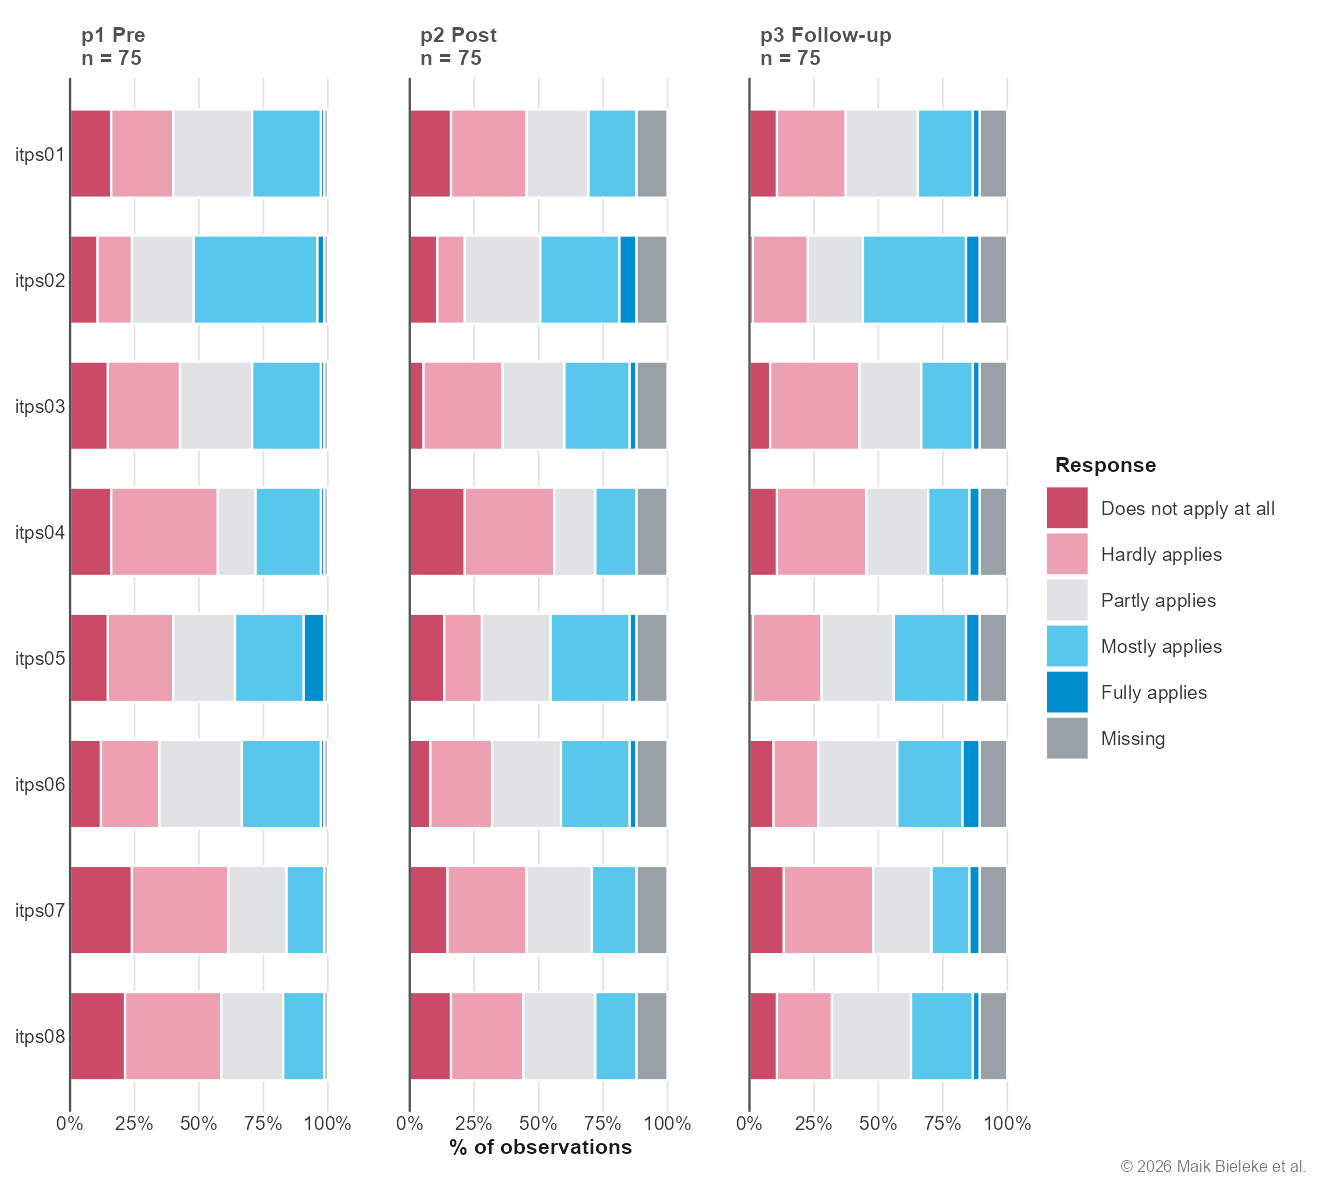 p1 Pre
n = 75
p2 Post
n = 75
p3 Follow-up
n = 75
itps01
itps02
itps03
itps04
itps05
itps06
itps07
itps08
0% 25% 50% 75% 100%
0% 25% 50% 75% 100%
0% 25% 50% 75% 100%
% of observations
Response
Does not apply at all
Hardly applies
Partly applies
Mostly applies
Fully applies
Missing
© 2026 Maik Bieleke et al.